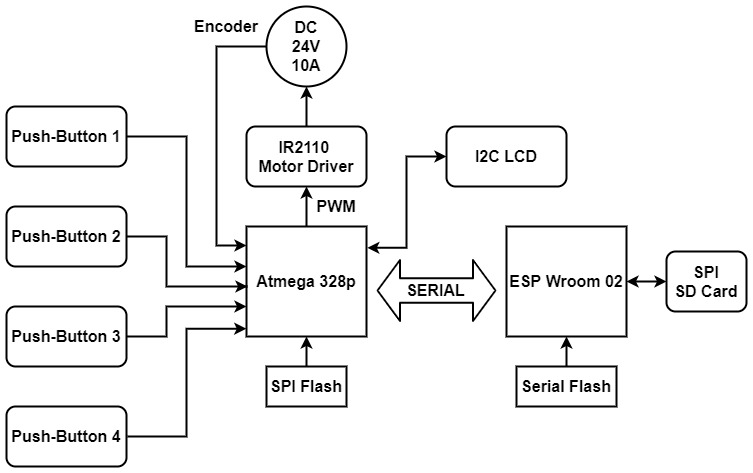 Encoder
DC
24V
10A
Push-Button 1
IR2110
Motor Driver
I2C LCD
PWM
Push-Button 2
Atmega 328p
SERIAL
ESP Wroom 02
SPI
SD Card
Push-Button 3
SPI Flash
Serial Flash
Push-Button 4